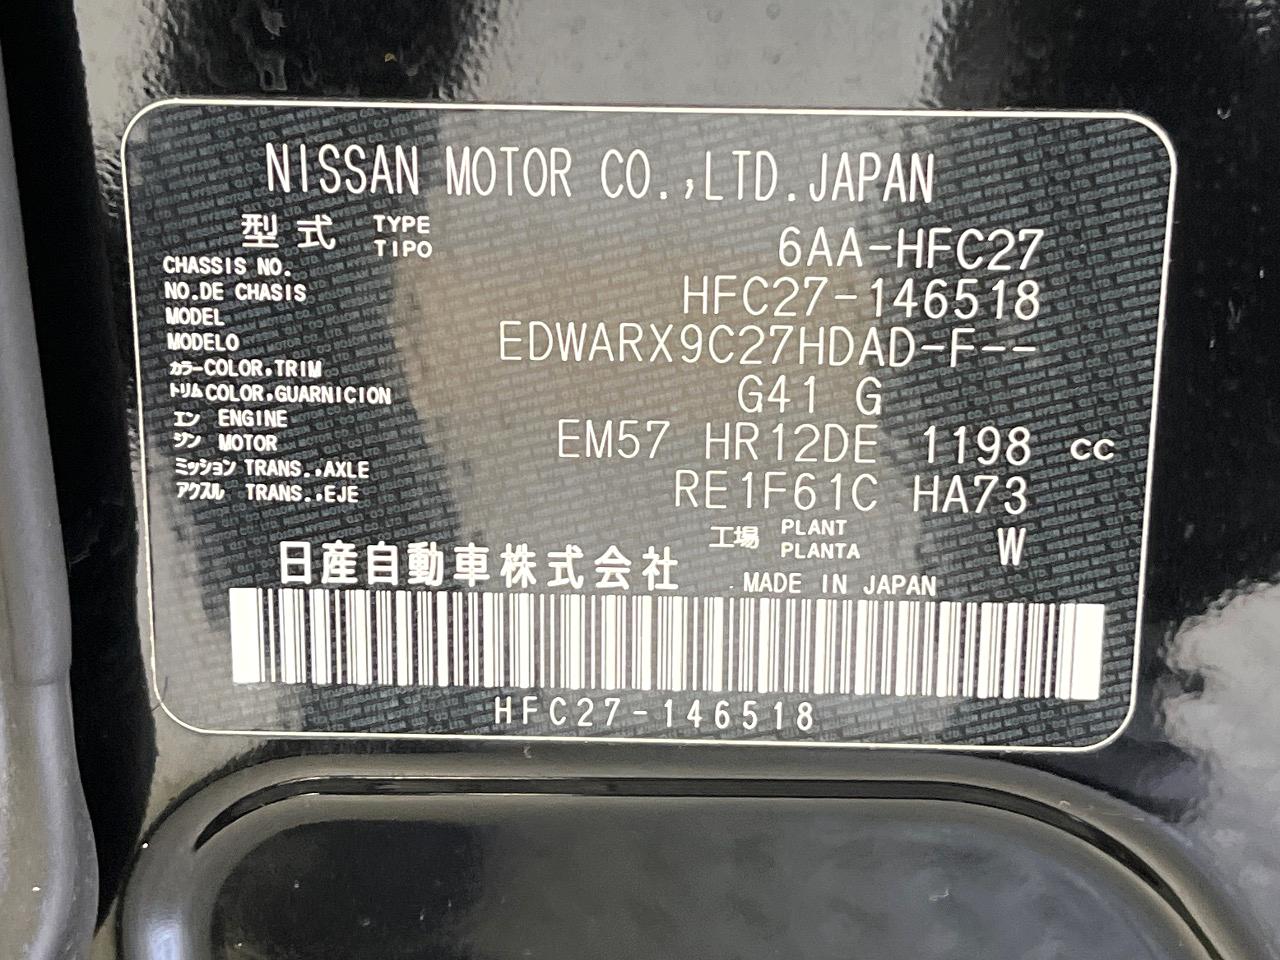 NISSAN MOTOR CO.,LTD.JAPAN
型式 TYPE TIPO 6AA-HFC27
CHASSIS NO.
NO.DE CHASIS HFC27-146518
MODEL
MODELO EDWARX9C27HDAD-F--
カラー COLOR,TRIM
トリム COLOR,GUARNICION G41 G
エン ENGINE
ジン MOTOR EM57 HR12DE 1198 cc
ミッション TRANS.,AXLE
アクスル TRANS.,EJE RE1F61C HA73
工場 PLANT PLANTA W
日産自動車株式会社 MADE IN JAPAN
HFC27-146518